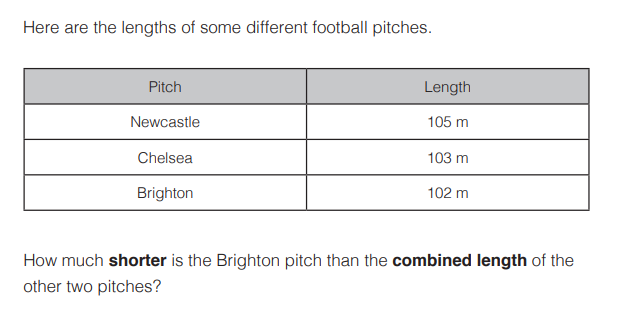 Here are the lengths of some different football pitches.
Pitch Length
Newcastle 105 m
Chelsea 103 m
Brighton 102 m
How much shorter is the Brighton pitch than the combined length of the
other two pitches?